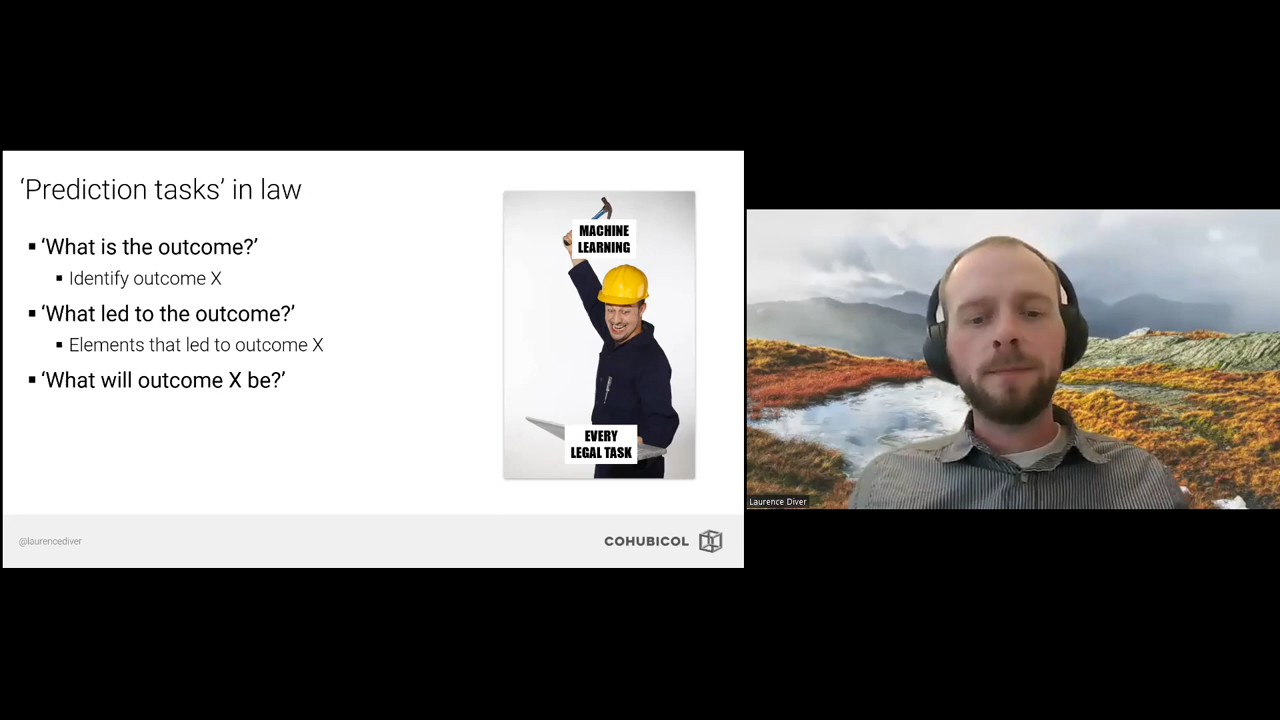 ‘Prediction tasks’ in law
▪ ‘What is the outcome?’
▪ Identify outcome X
▪ ‘What led to the outcome?’
▪ Elements that led to outcome X
▪ ‘What will outcome X be?’
MACHINE
LEARNING
EVERY
LEGAL TASK
@laurencediver
COHUBICOL
Laurence Diver